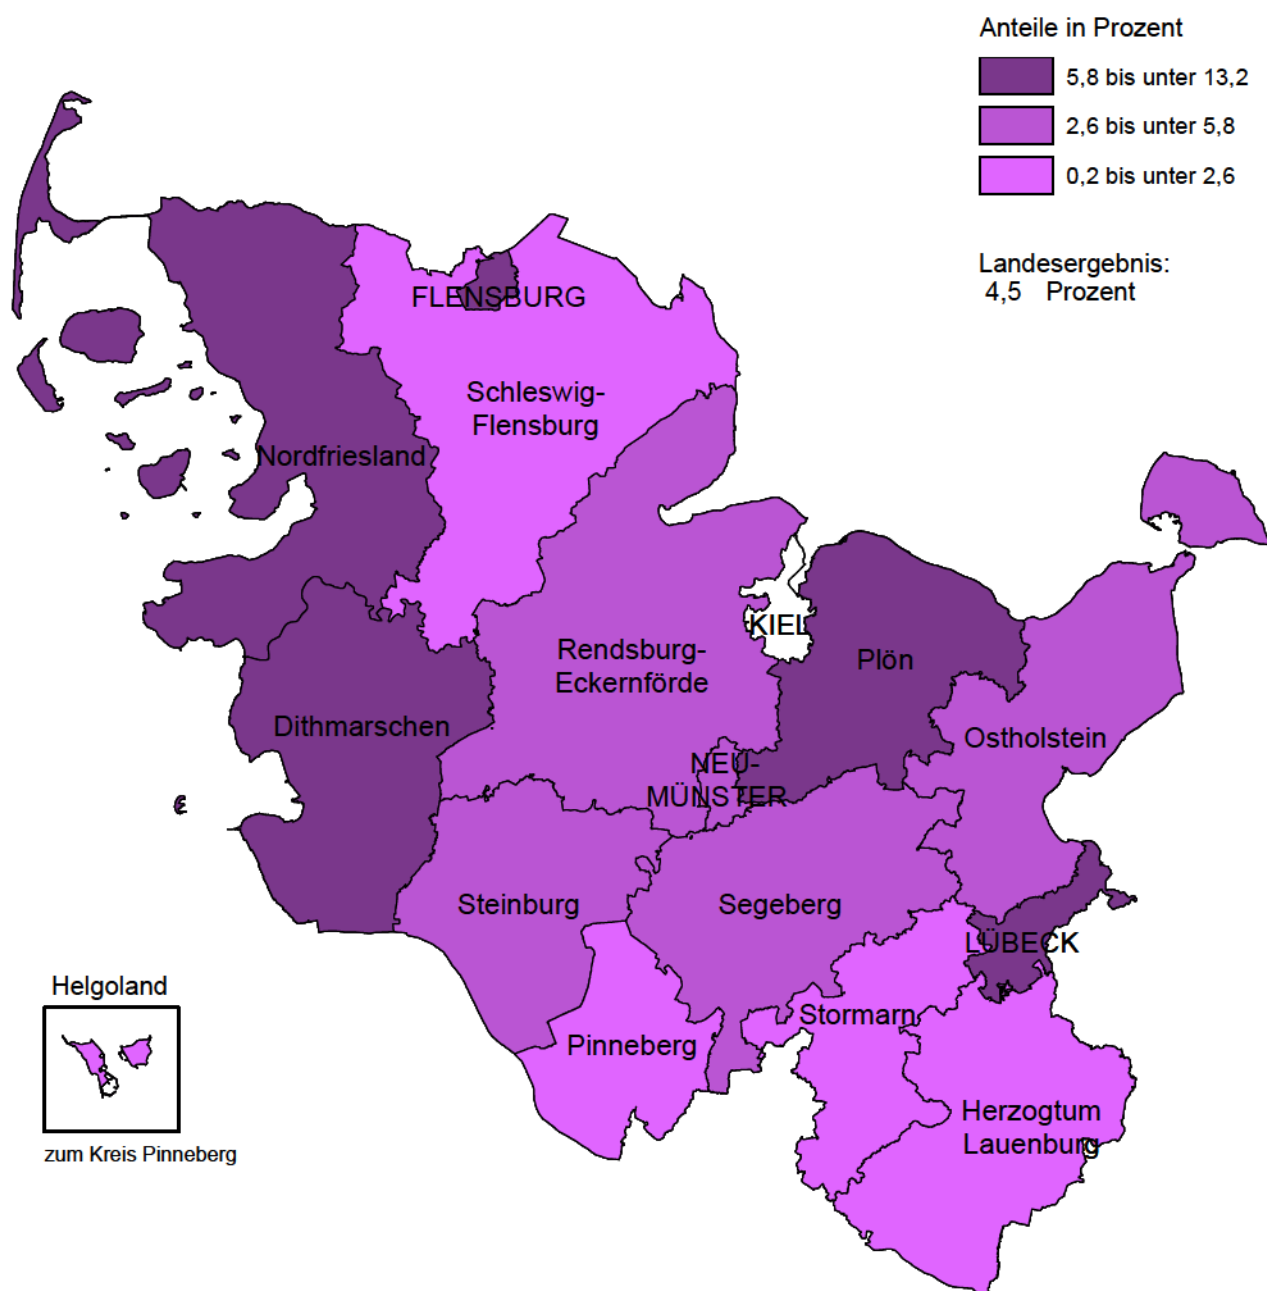 Anteile in Prozent
5,8 bis unter 13,2
2,6 bis unter 5,8
0,2 bis unter 2,6
Landesergebnis:
4,5 Prozent
FLENSBURG
Schleswig-
Flensburg
Nordfriesland
KIEL
Rendsburg-
Eckernförde
Plön
Dithmarschen
Ostholstein
NEU-
MÜNSTER
Steinburg
Segeberg
LÜBECK
Helgoland
Stormarn
Pinneberg
Herzogtum
Lauenburg
zum Kreis Pinneberg